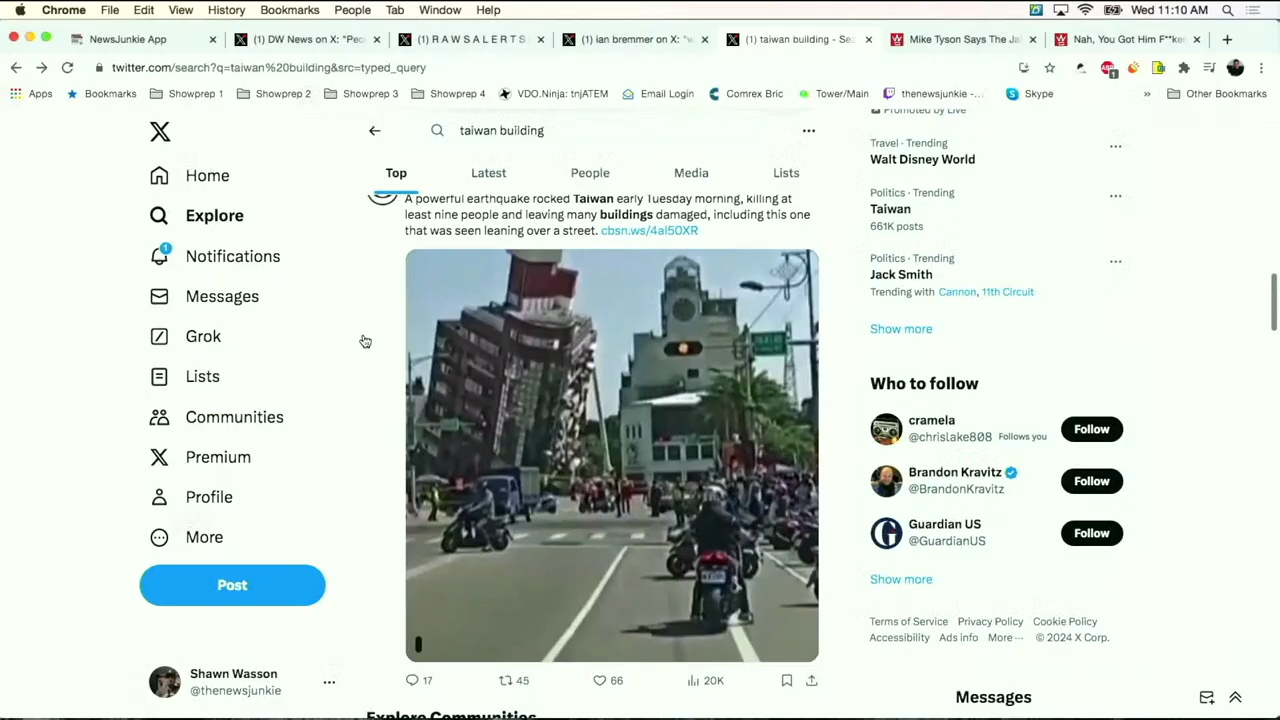 Chrome File Edit View History Bookmarks People Tab Window Help Wed 11:10 AM
NewsJunkie App (1) DW News on X: "Peo (1) R A W S A L E R T S (1) ian bremmer on X: "w (1) taiwan building - Sea Mike Tyson Says The Ja Nah, You Got Him F**ke
twitter.com/search?q=taiwan%20building&src=typed_query
Apps Bookmarks Showprep 1 Showprep 2 Showprep 3 Showprep 4 VDO.Ninja: tnjATEM Email Login Comrex Bric Tower/Main thenewsjunkie -... Skype » Other Bookmarks
Home
Explore
1
Notifications
Messages
Grok
Lists
Communities
Premium
Profile
More
Post
Shawn Wasson
@thenewsjunkie
taiwan building
Top Latest People Media Lists
A powerful earthquake rocked Taiwan early Tuesday morning, killing at
least nine people and leaving many buildings damaged, including this one
that was seen leaning over a street. cbsn.ws/4al50XR
17 45 66 20K
Explore Communities
Promoted by Live
Travel · Trending
Walt Disney World
Politics · Trending
Taiwan
661K posts
Politics · Trending
Jack Smith
Trending with Cannon, 11th Circuit
Show more
Who to follow
cramela
@chrislake808 Follows you
Follow
Brandon Kravitz
@BrandonKravitz
Follow
Guardian US
@GuardianUS
Follow
Show more
Terms of Service Privacy Policy Cookie Policy
Accessibility Ads info More ··· © 2024 X Corp.
Messages